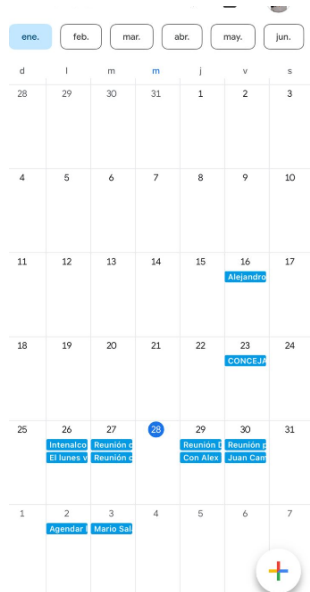 ene. feb. mar. abr. may. jun.
d l m m j v s
28 29 30 31 1 2 3
4 5 6 7 8 9 10
11 12 13 14 15 16 17
Alejandro
18 19 20 21 22 23 24
CONCEJA
25 26 27 28 29 30 31
Intenalco Reunión c Reunión D Reunión p
El lunes v Reunión c Con Alex Juan Cam
1 2 3 4 5 6 7
Agendar Mario Sal